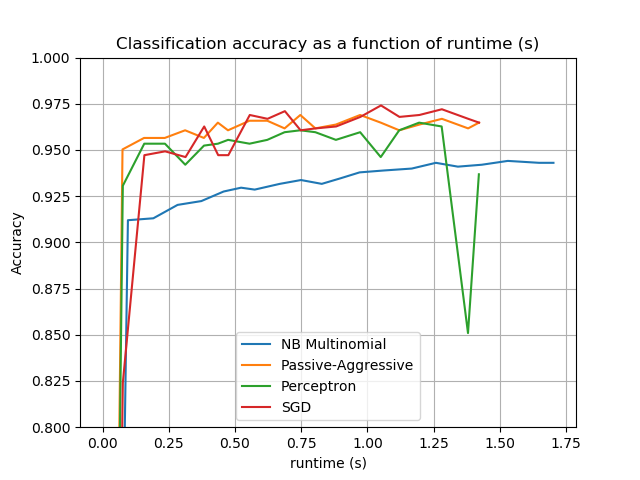 Classification accuracy as a function of runtime (s)
1.000
0.975
0.950
0.925
0.900
0.875
0.850
0.825
0.800
Accuracy
NB Multinomial
Passive-Aggressive
Perceptron
SGD
0.00 0.25 0.50 0.75 1.00 1.25 1.50 1.75
runtime (s)